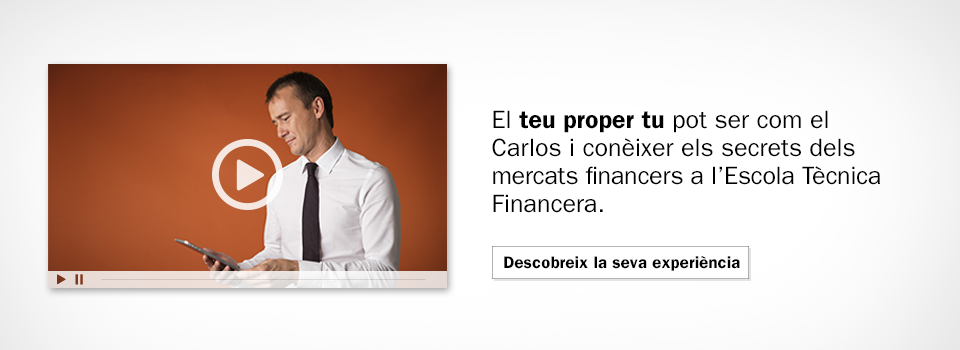 El teu proper tu pot ser com el
Carlos i conèixer els secrets dels
mercats financers a l’Escola Tècnica
Financera.
Descobreix la seva experiència